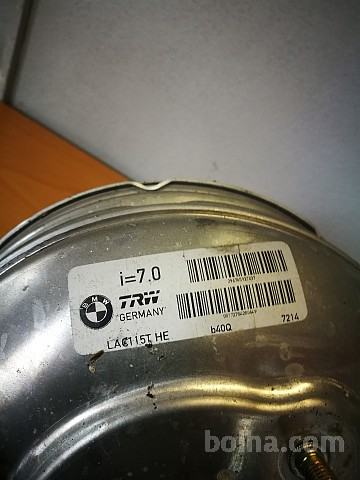 i=7.0
BMW
TRW
GERMANY
LAC115T HE
b40Q
7214
bolha.com